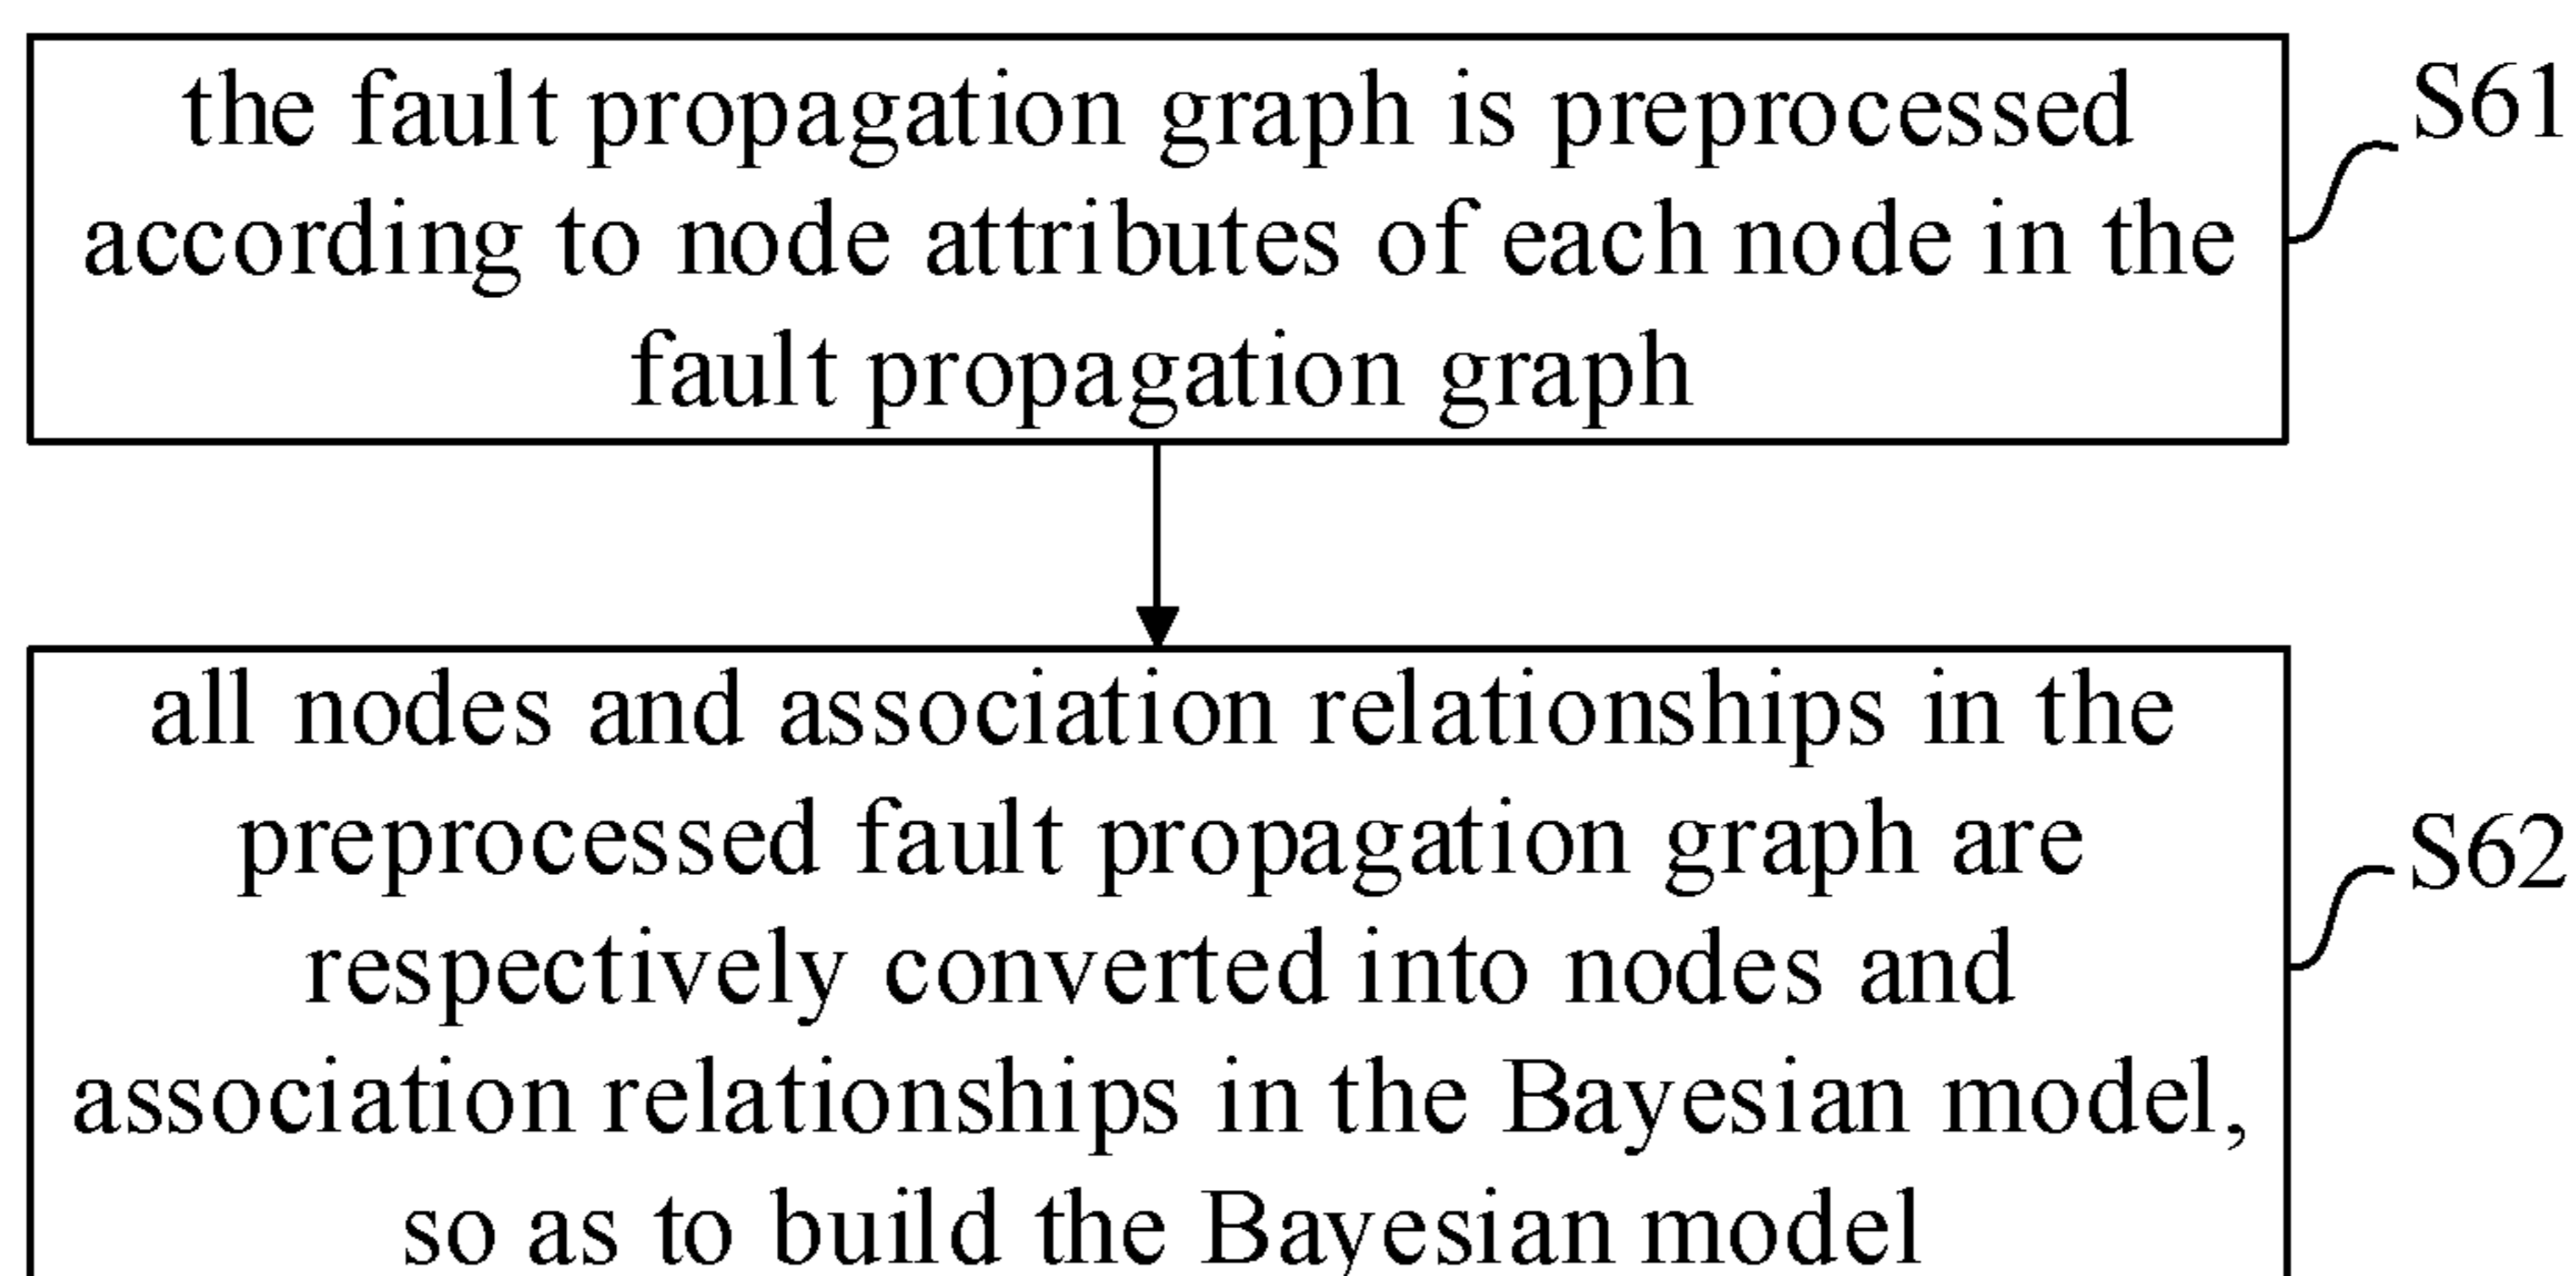 the fault propagation graph is preprocessed
according to node attributes of each node in the
fault propagation graph
S61
all nodes and association relationships in the
preprocessed fault propagation graph are
respectively converted into nodes and
association relationships in the Bayesian model,
so as to build the Bayesian model
S62